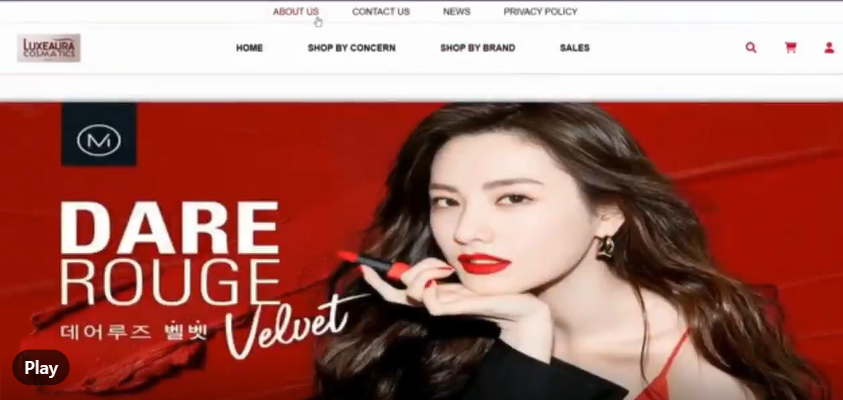 ABOUT US CONTACT US NEWS PRIVACY POLICY
LUXEAURA
COSMATICS
HOME SHOP BY CONCERN SHOP BY BRAND SALES
M
DARE
ROUGE
데어루즈 벨벳 Velvet
Play